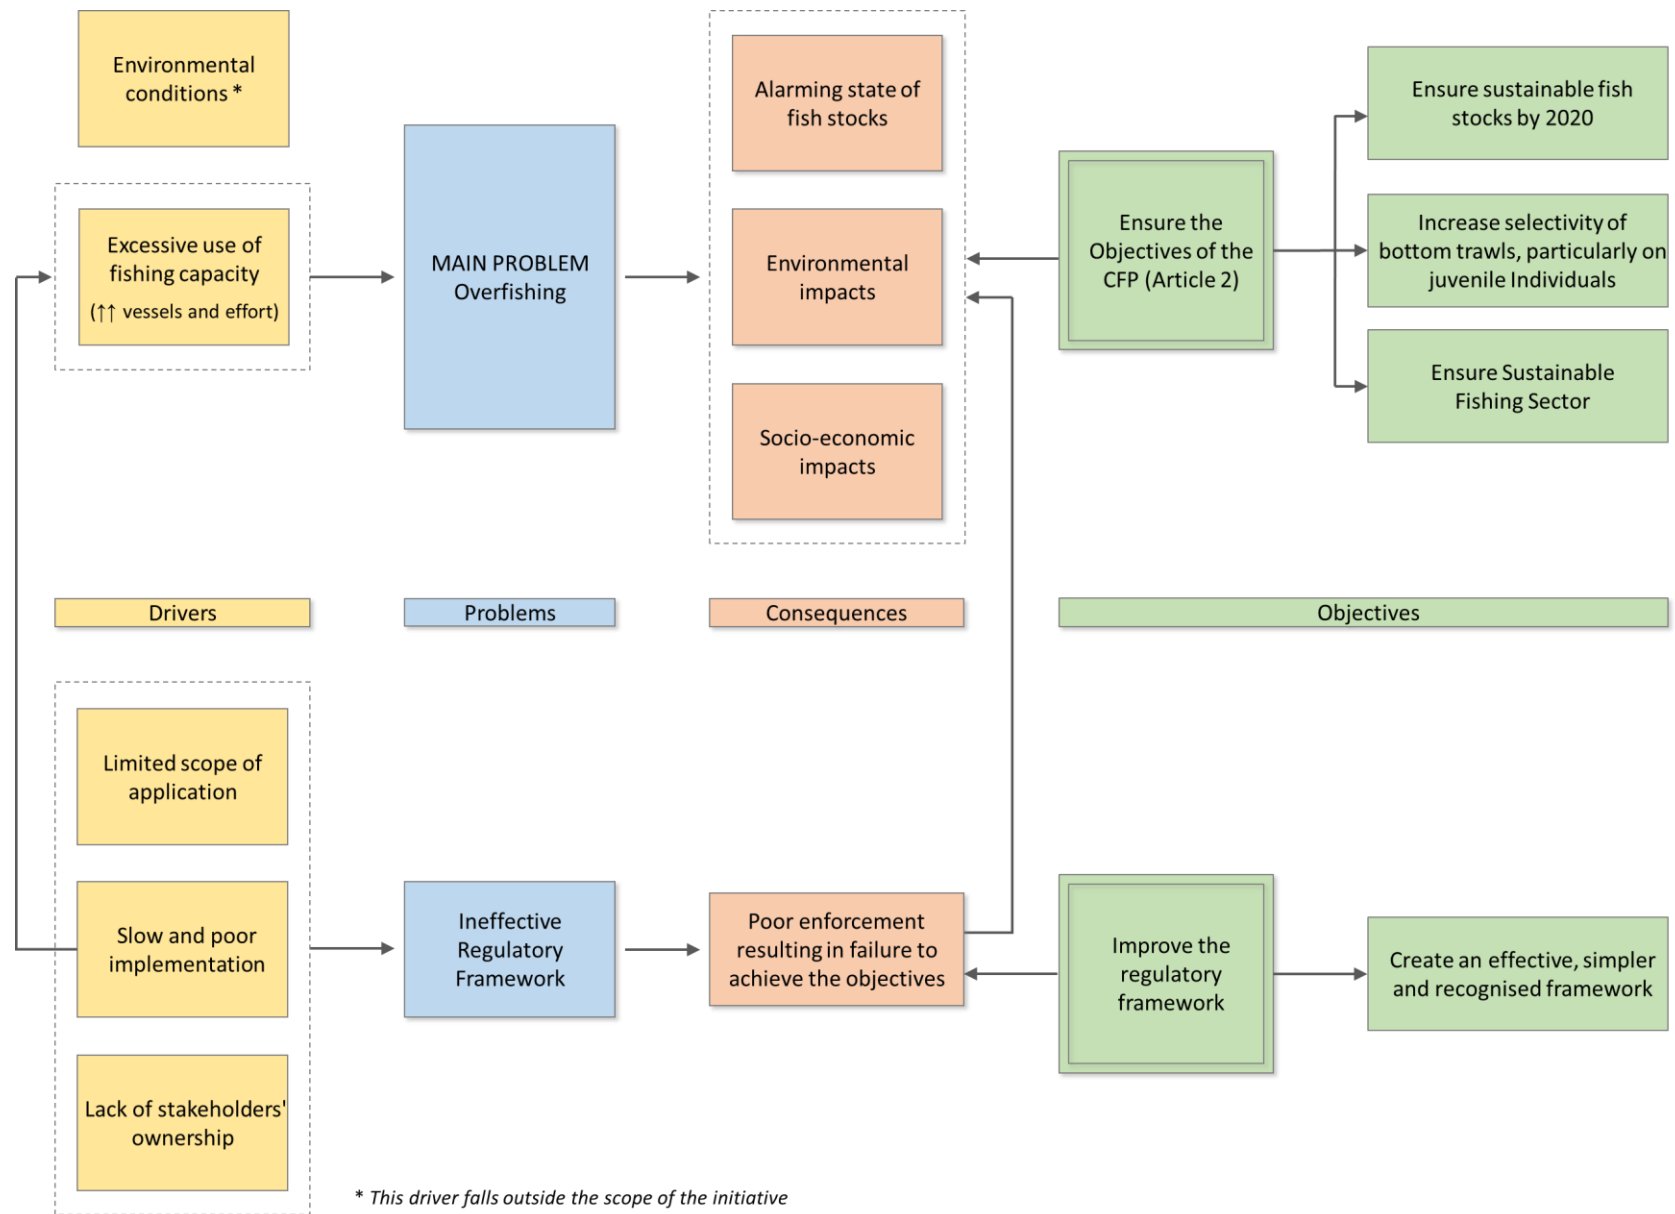 Environmental
conditions *
Excessive use of
fishing capacity
(↑↑ vessels and effort)
MAIN PROBLEM
Overfishing
Alarming state of
fish stocks
Environmental
impacts
Socio-economic
impacts
Ensure the
Objectives of the
CFP (Article 2)
Ensure sustainable fish
stocks by 2020
Increase selectivity of
bottom trawls, particularly on
juvenile Individuals
Ensure Sustainable
Fishing Sector
Drivers
Problems
Consequences
Objectives
Limited scope of
application
Slow and poor
implementation
Lack of stakeholders'
ownership
Ineffective
Regulatory
Framework
Poor enforcement
resulting in failure to
achieve the objectives
Improve the
regulatory
framework
Create an effective, simpler
and recognised framework
* This driver falls outside the scope of the initiative